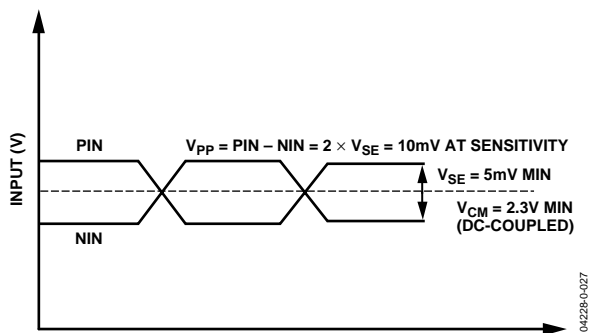 INPUT (V)
PIN
V_PP = PIN – NIN = 2 × V_SE = 10mV AT SENSITIVITY
V_SE = 5mV MIN
V_CM = 2.3V MIN
(DC-COUPLED)
NIN
04228-0-027